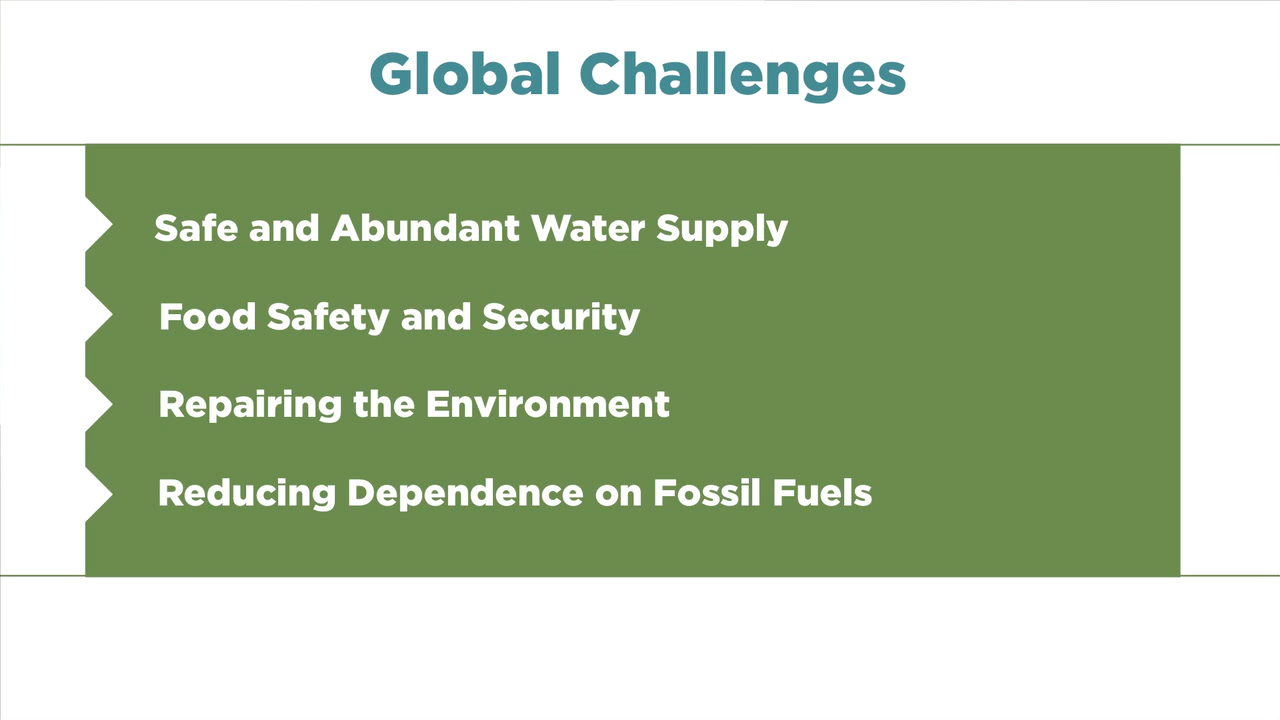 Global Challenges
Safe and Abundant Water Supply
Food Safety and Security
Repairing the Environment
Reducing Dependence on Fossil Fuels